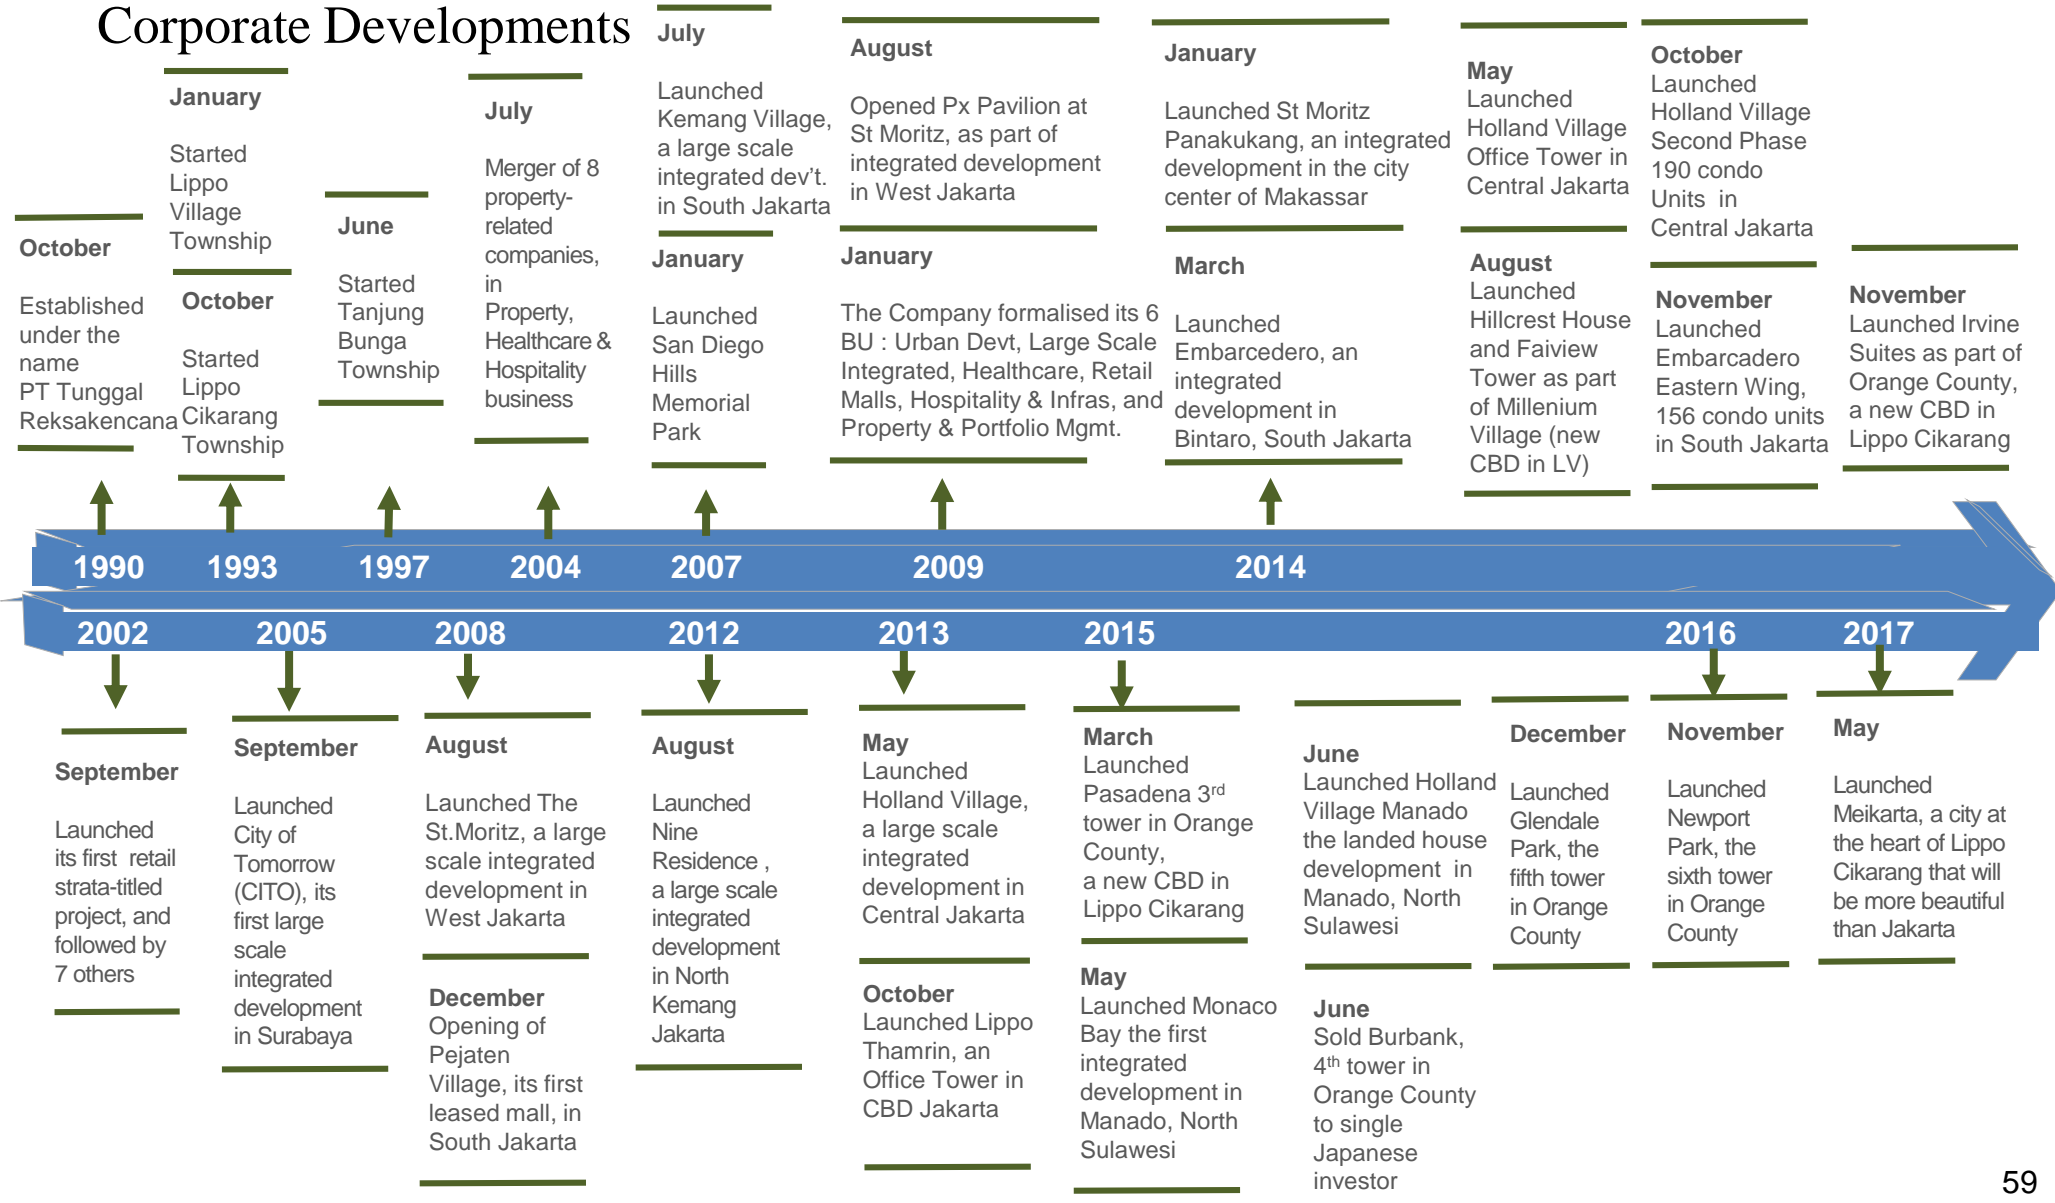 Corporate Developments
October
Established
under the
name
PT Tunggal
Reksakencana
January
Started
Lippo
Village
Township
October
Started
Lippo
Cikarang
Township
June
Started
Tanjung
Bunga
Township
July
Merger of 8
property-
related
companies,
in
Property,
Healthcare &
Hospitality
business
July
Launched
Kemang Village,
a large scale
integrated dev’t.
in South Jakarta
January
Launched
San Diego
Hills
Memorial
Park
August
Opened Px Pavilion at
St Moritz, as part of
integrated development
in West Jakarta
January
The Company formalised its 6
BU : Urban Devt, Large Scale
Integrated, Healthcare, Retail
Malls, Hospitality & Infras, and
Property & Portfolio Mgmt.
January
Launched St Moritz
Panakukang, an integrated
development in the city
center of Makassar
March
Launched
Embarcedero, an
integrated
development in
Bintaro, South Jakarta
May
Launched
Holland Village
Office Tower in
Central Jakarta
August
Launched
Hillcrest House
and Faiview
Tower as part
of Millenium
Village (new
CBD in LV)
October
Launched
Holland Village
Second Phase
190 condo
Units in
Central Jakarta
November
Launched
Embarcadero
Eastern Wing,
156 condo units
in South Jakarta
November
Launched Irvine
Suites as part of
Orange County,
a new CBD in
Lippo Cikarang
1990 1993 1997 2004 2007 2009 2014
2002 2005 2008 2012 2013 2015 2016 2017
September
Launched
its first retail
strata-titled
project, and
followed by
7 others
September
Launched
City of
Tomorrow
(CITO), its
first large
scale
integrated
development
in Surabaya
August
Launched The
St.Moritz, a large
scale integrated
development in
West Jakarta
December
Opening of
Pejaten
Village, its first
leased mall, in
South Jakarta
August
Launched
Nine
Residence ,
a large scale
integrated
development
in North
Kemang
Jakarta
May
Launched
Holland Village,
a large scale
integrated
development in
Central Jakarta
October
Launched Lippo
Thamrin, an
Office Tower in
CBD Jakarta
March
Launched
Pasadena 3rd
tower in Orange
County,
a new CBD in
Lippo Cikarang
May
Launched Monaco
Bay the first
integrated
development in
Manado, North
Sulawesi
June
Launched Holland
Village Manado
the landed house
development in
Manado, North
Sulawesi
June
Sold Burbank,
4th tower in
Orange County
to single
Japanese
investor
December
Launched
Glendale
Park, the
fifth tower
in Orange
County
November
Launched
Newport
Park, the
sixth tower
in Orange
County
May
Launched
Meikarta, a city at
the heart of Lippo
Cikarang that will
be more beautiful
than Jakarta
59